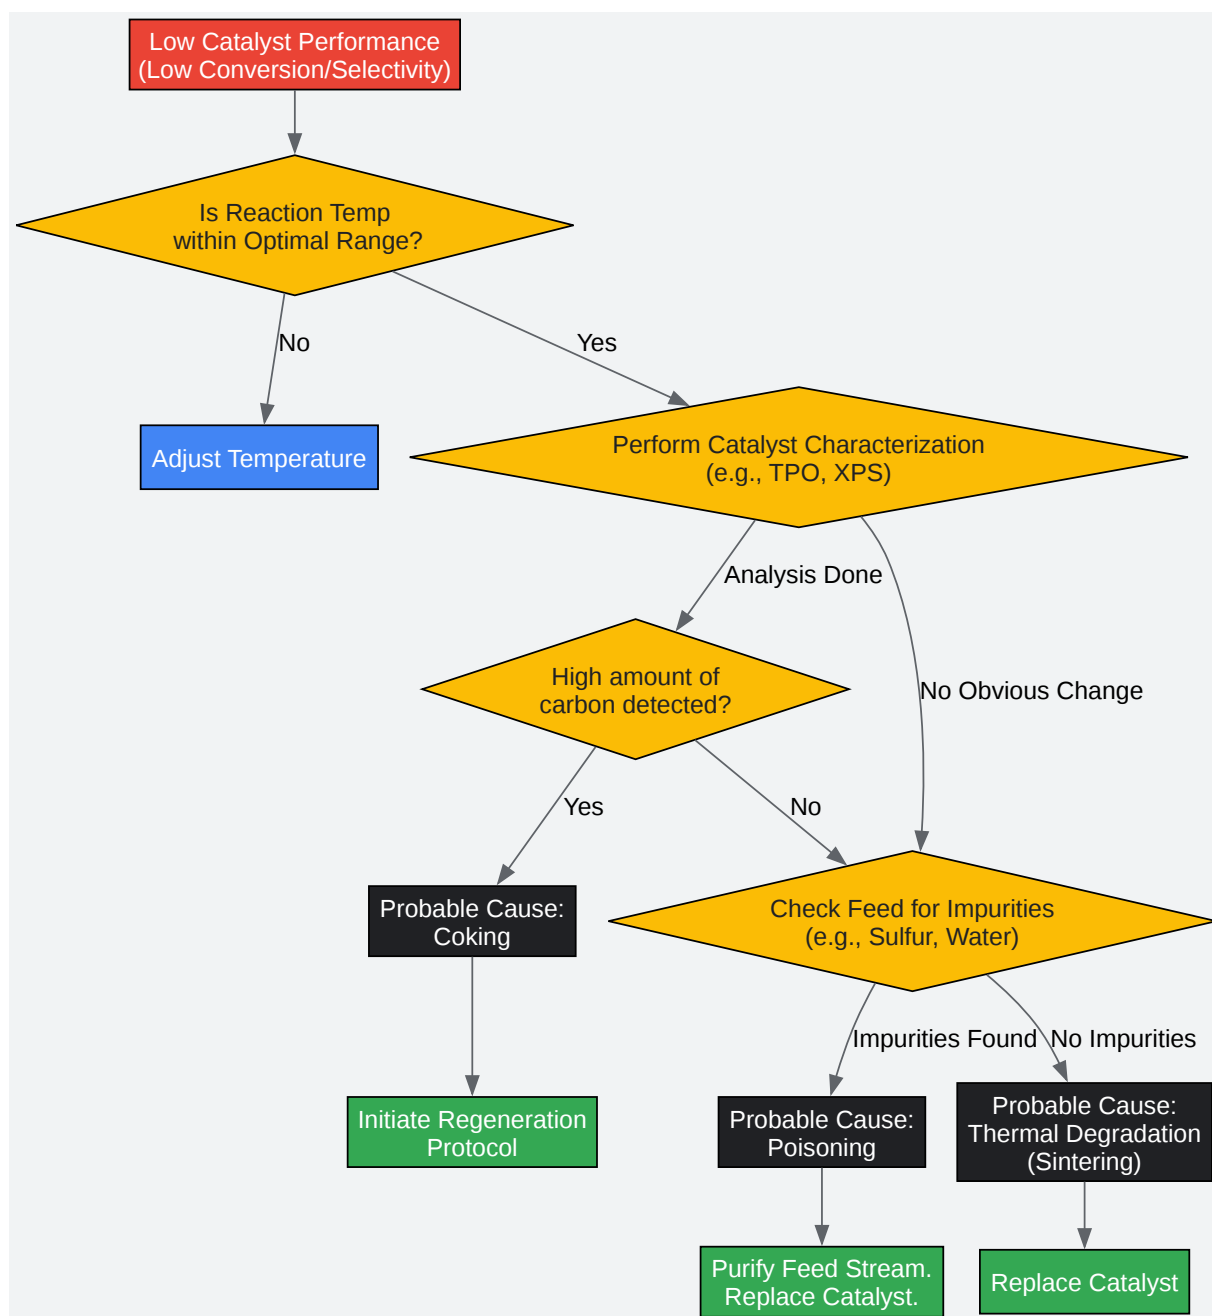 Low Catalyst Performance
(Low Conversion/Selectivity)
Is Reaction Temp
within Optimal Range?
No
Yes
Adjust Temperature
Perform Catalyst Characterization
(e.g., TPO, XPS)
Analysis Done
No Obvious Change
High amount of
carbon detected?
Yes
No
Probable Cause:
Coking
Check Feed for Impurities
(e.g., Sulfur, Water)
Impurities Found
No Impurities
Initiate Regeneration
Protocol
Probable Cause:
Poisoning
Probable Cause:
Thermal Degradation
(Sintering)
Purify Feed Stream.
Replace Catalyst.
Replace Catalyst